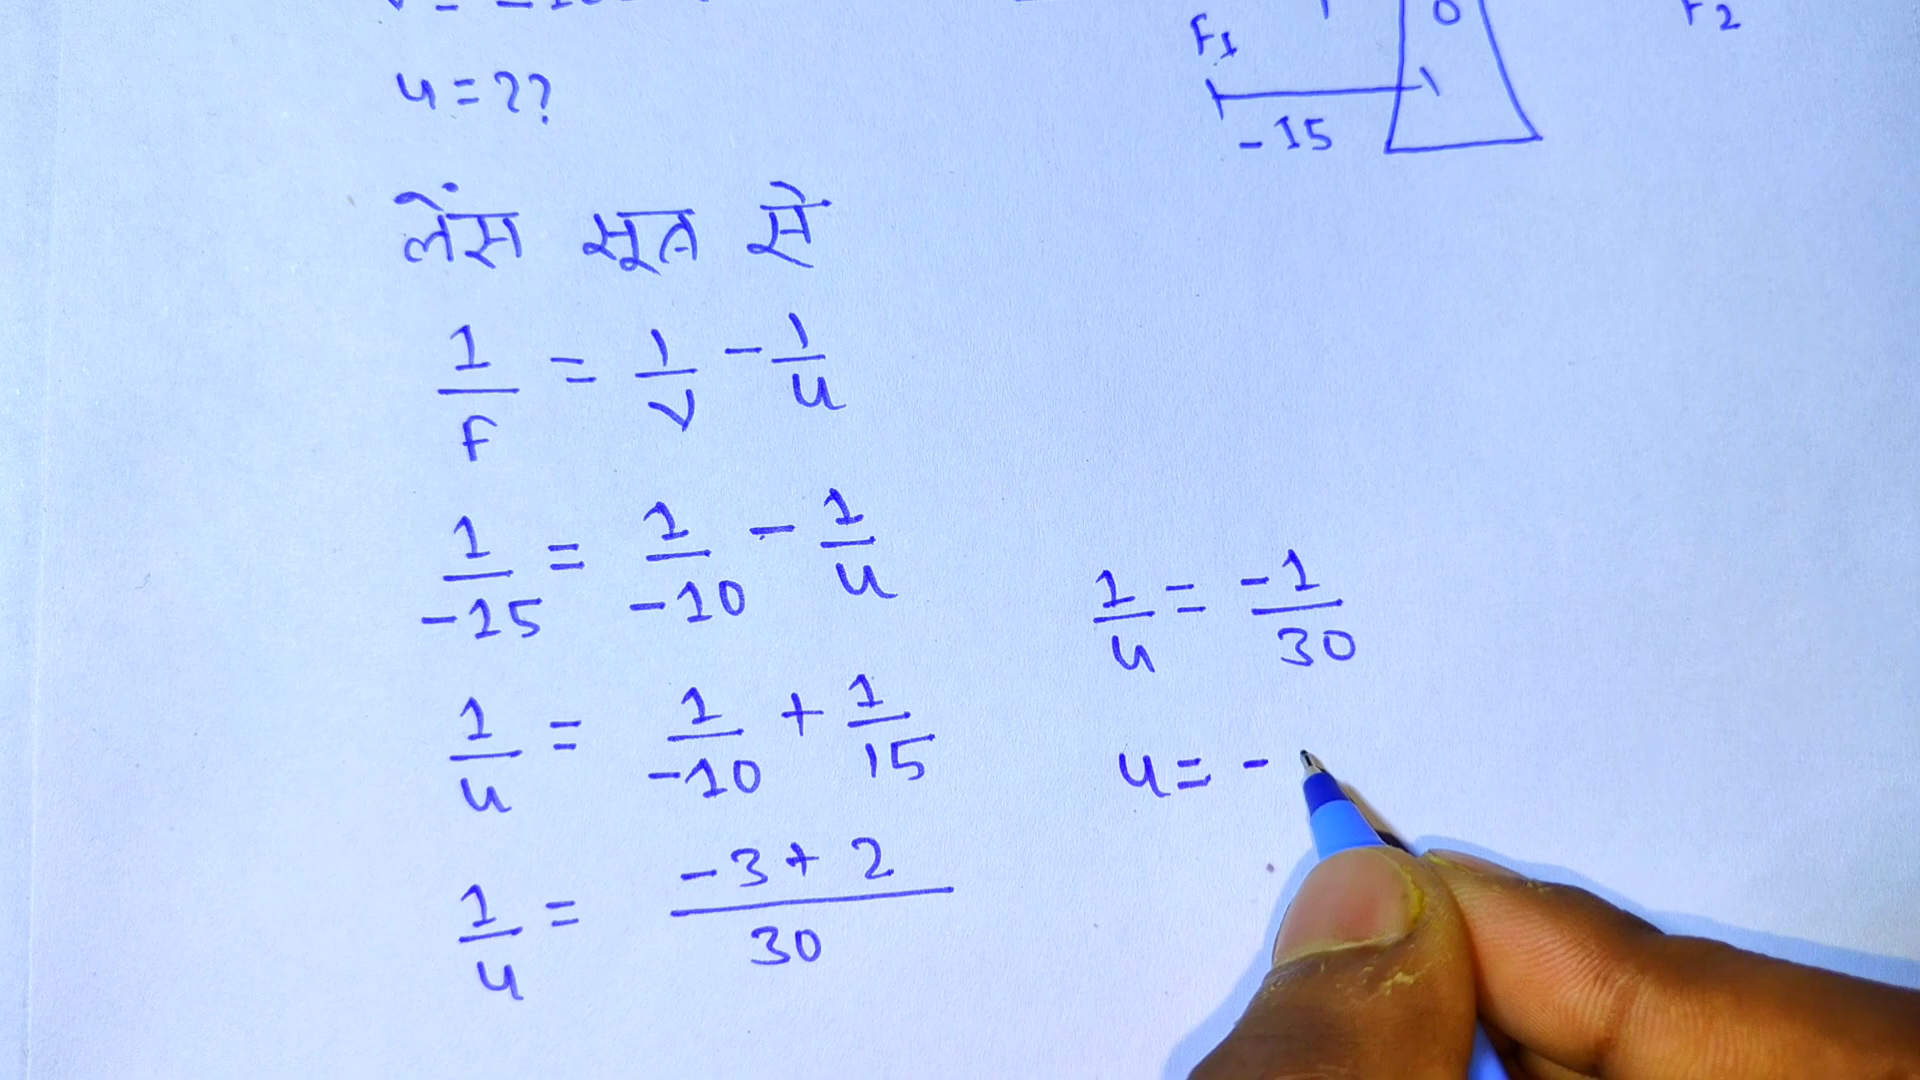 u = ??
F1
O
F2
-15
लेंस सूत्र से
1/F = 1/v - 1/u
1/-15 = 1/-10 - 1/u
1/u = 1/-10 + 1/15
1/u = -3+2/30
1/u = -1/30
u = -